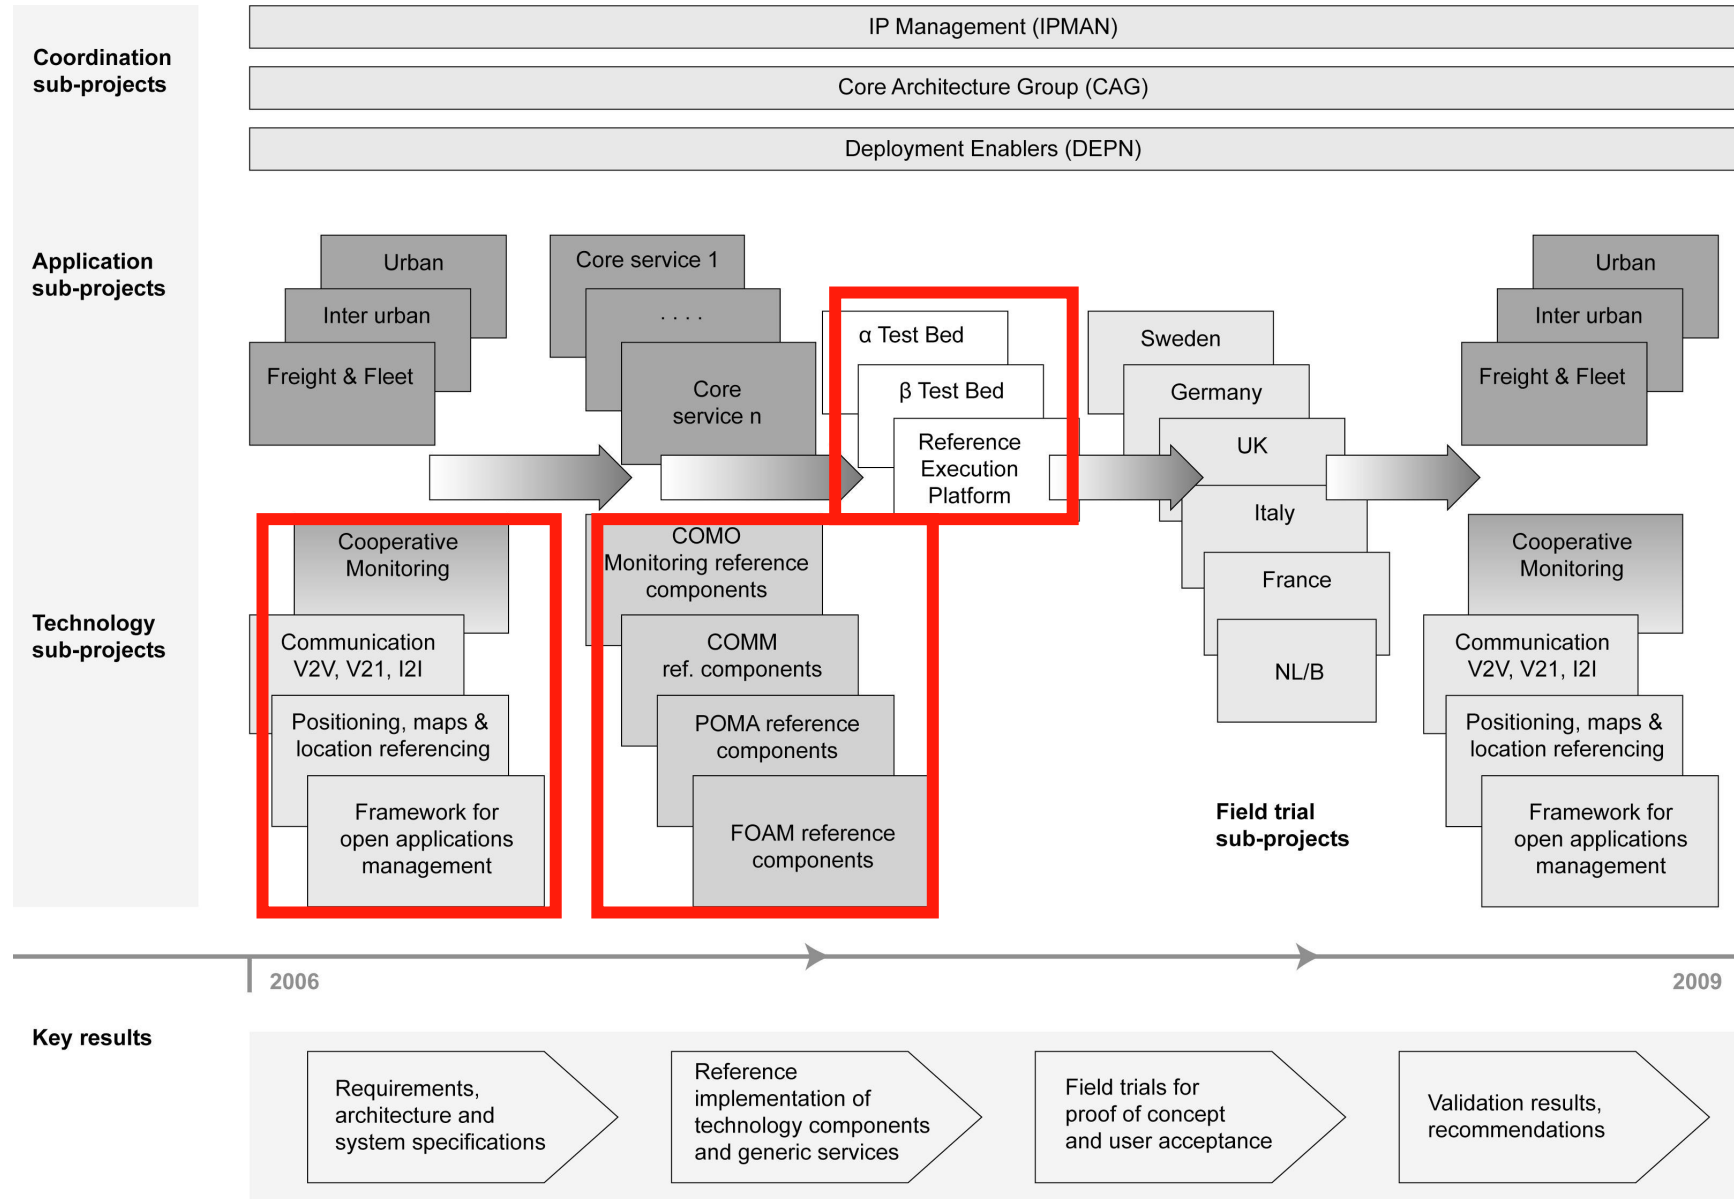 IP Management (IPMAN)
Coordination
sub-projects
Core Architecture Group (CAG)
Deployment Enablers (DEPN)
Application
sub-projects
Urban
Inter urban
Freight & Fleet
Core service 1
. . . .
Core
service n
α Test Bed
β Test Bed
Reference
Execution
Platform
Sweden
Germany
UK
Italy
France
NL/B
Urban
Inter urban
Freight & Fleet
Technology
sub-projects
Cooperative
Monitoring
Communication
V2V, V21, I2I
Positioning, maps &
location referencing
Framework for
open applications
management
COMO
Monitoring reference
components
COMM
ref. components
POMA reference
components
FOAM reference
components
Field trial
sub-projects
Cooperative
Monitoring
Communication
V2V, V21, I2I
Positioning, maps &
location referencing
Framework for
open applications
management
2006
2009
Key results
Requirements,
architecture and
system specifications
Reference
implementation of
technology components
and generic services
Field trials for
proof of concept
and user acceptance
Validation results,
recommendations